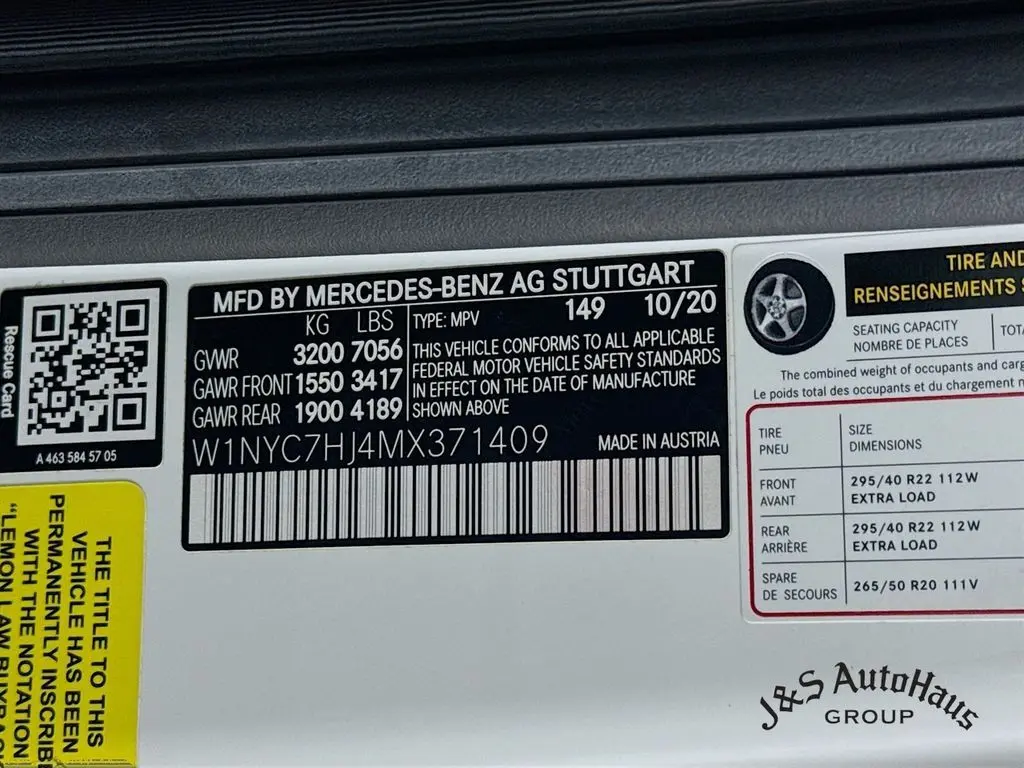 Rescue Card
A 463 584 57 05
THE TITLE TO THIS
VEHICLE HAS BEEN
PERMANENTLY INSCRIBE
WITH THE NOTATION
"LEMON LAW BUYBACK
MFD BY MERCEDES-BENZ AG STUTTGART
KG LBS TYPE: MPV 149 10/20
GVWR 3200 7056
GAWR FRONT 1550 3417
GAWR REAR 1900 4189
THIS VEHICLE CONFORMS TO ALL APPLICABLE
FEDERAL MOTOR VEHICLE SAFETY STANDARDS
IN EFFECT ON THE DATE OF MANUFACTURE
SHOWN ABOVE
W1NYC7HJ4MX371409 MADE IN AUSTRIA
TIRE AND
RENSEIGNEMENTS S
SEATING CAPACITY
NOMBRE DE PLACES
TOTA
The combined weight of occupants and carg
Le poids total des occupants et du chargement n
TIRE
PNEU
SIZE
DIMENSIONS
FRONT
AVANT
295/40 R22 112W
EXTRA LOAD
REAR
ARRIÈRE
295/40 R22 112W
EXTRA LOAD
SPARE
DE SECOURS
265/50 R20 111V
J&S AutoHaus
GROUP